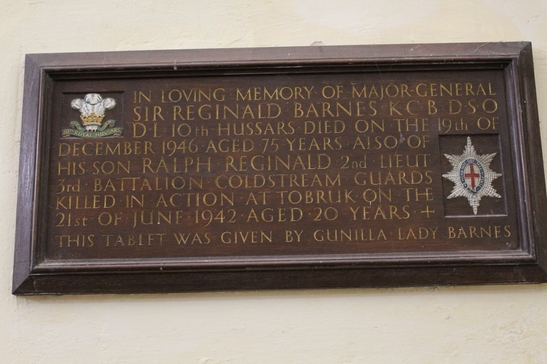 IN LOVING MEMORY OF MAJOR·GENERAL
SIR REGINALD BARNES K·C·B·D·S·O
D·L·10th HUSSARS DIED ON THE 19th OF
DECEMBER 1946·AGED 75 YEARS·ALSO OF
HIS SON RALPH REGINALD 2nd LIEUT
3rd BATTALION COLDSTREAM GUARDS
KILLED IN ACTION AT TOBRUK ON THE
21st OF JUNE 1942·AGED 20 YEARS·+
THIS TABLET WAS GIVEN BY GUNILLA LADY BARNES